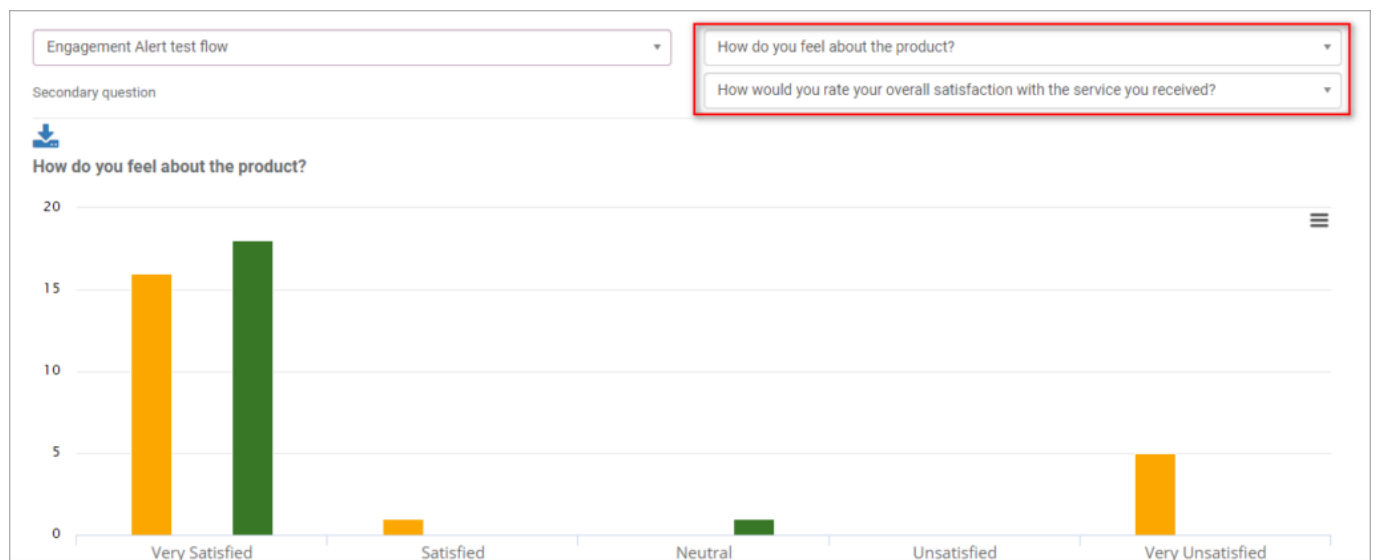 Engagement Alert test flow
How do you feel about the product?
Secondary question
How would you rate your overall satisfaction with the service you received?
How do you feel about the product?
20
15
10
5
0
Very Satisfied
Satisfied
Neutral
Unsatisfied
Very Unsatisfied